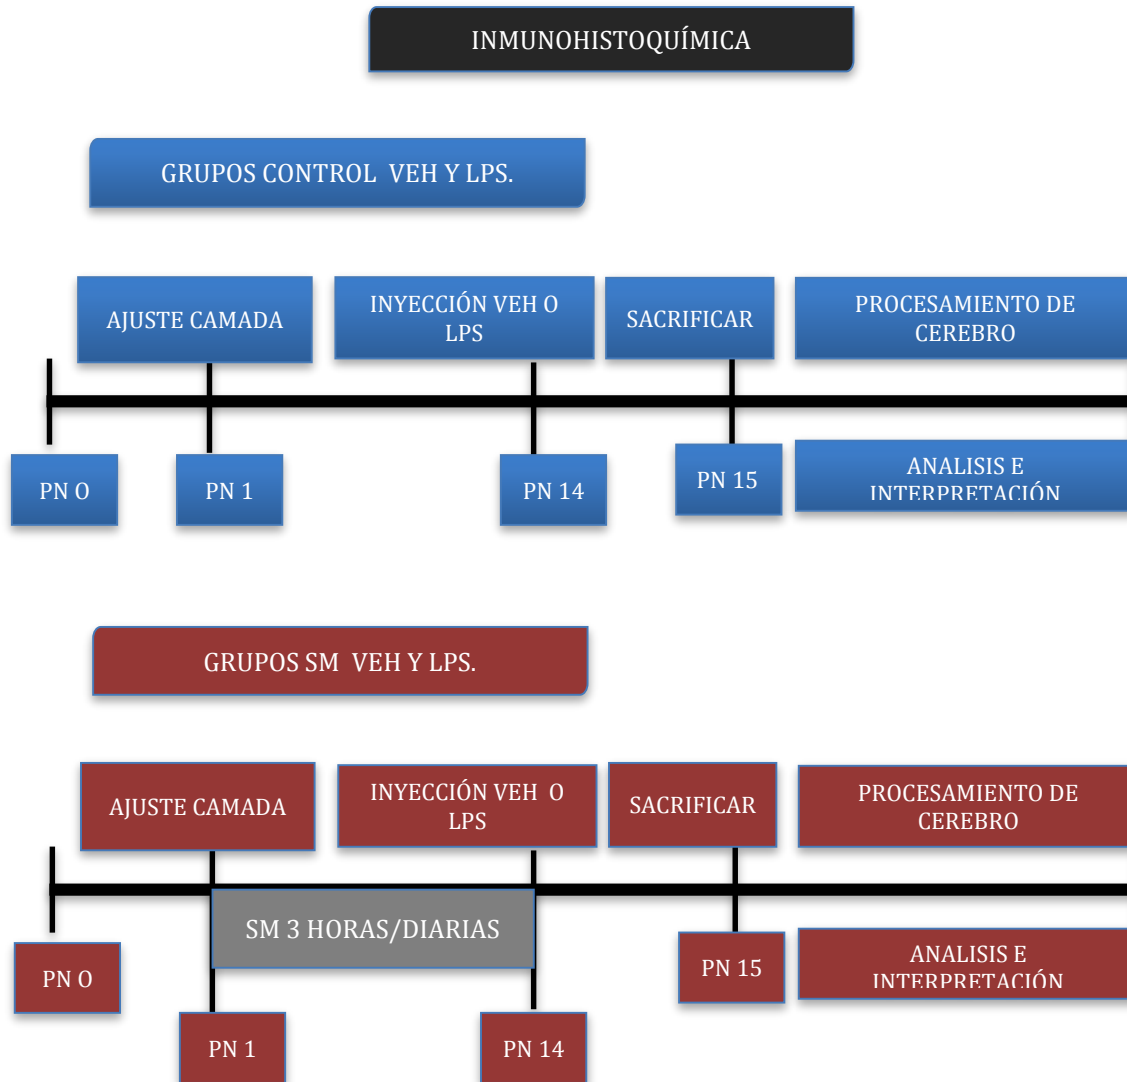 INMUNOHISTOQUÍMICA
GRUPOS CONTROL VEH Y LPS.
AJUSTE CAMADA
INYECCIÓN VEH O
LPS
SACRIFICAR
PROCESAMIENTO DE
CEREBRO
PN O
PN 1
PN 14
PN 15
ANALISIS E
INTERPRETACIÓN
GRUPOS SM VEH Y LPS.
AJUSTE CAMADA
INYECCIÓN VEH O
LPS
SACRIFICAR
PROCESAMIENTO DE
CEREBRO
SM 3 HORAS/DIARIAS
PN O
PN 1
PN 14
PN 15
ANALISIS E
INTERPRETACIÓN